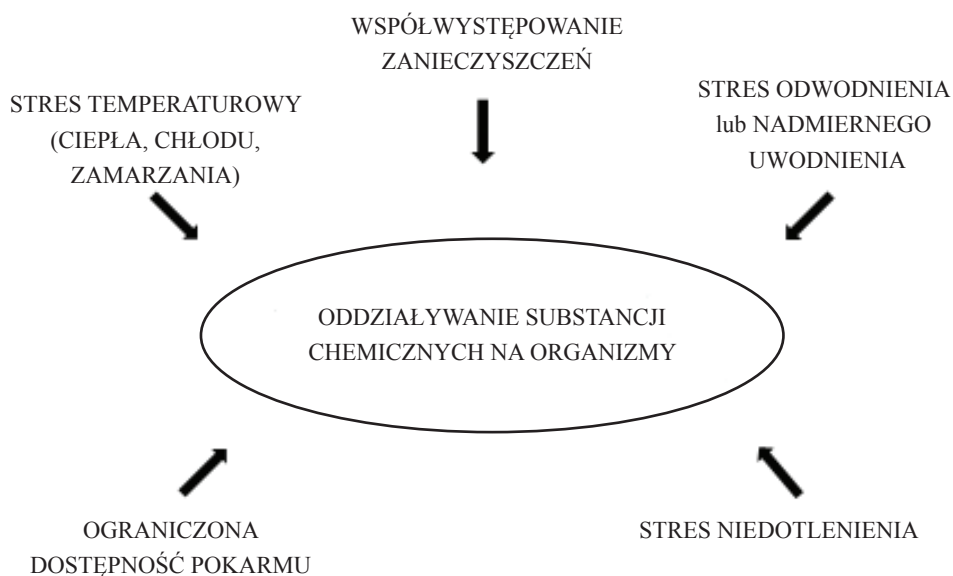 WSPÓŁWYSTĘPOWANIE
ZANIECZYSZCZEŃ
STRES TEMPERATUROWY
(CIEPŁA, CHŁODU,
ZAMARZANIA)
STRES ODWODNIENIA
lub NADMIERNEGO
UWODNIENIA
ODDZIAŁYWANIE SUBSTANCJI
CHEMICZNYCH NA ORGANIZMY
OGRANICZONA
DOSTĘPNOŚĆ POKARMU
STRES NIEDOTLENIENIA